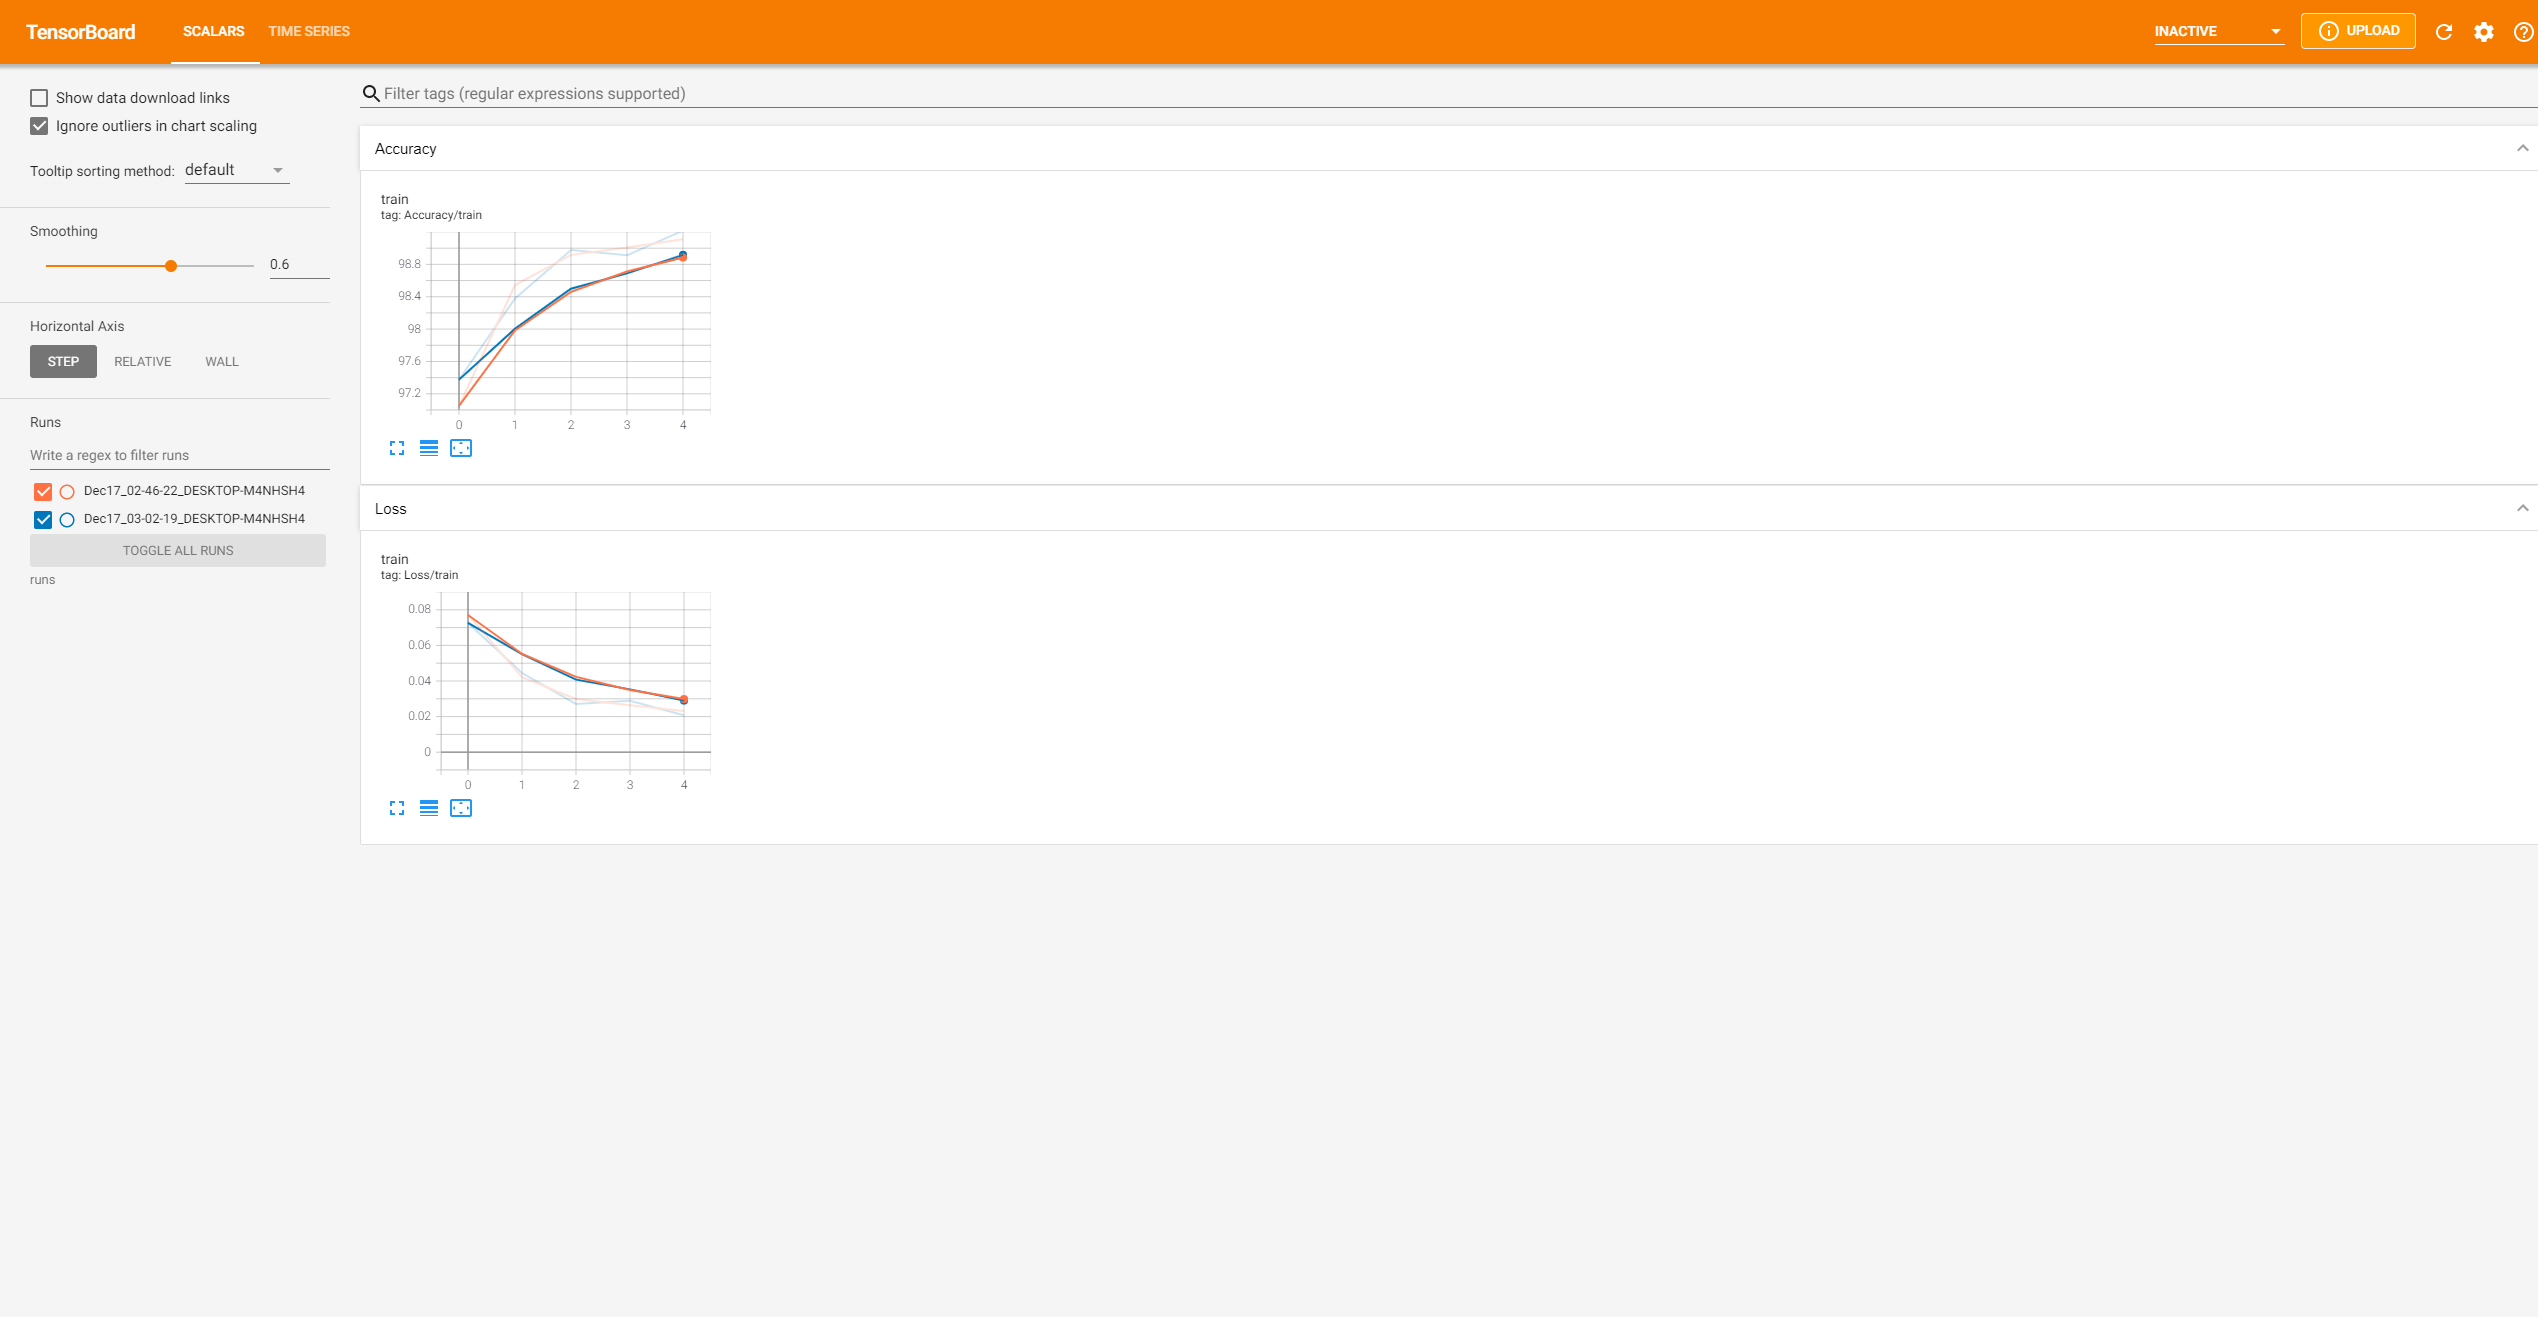 TensorBoard SCALARS TIME SERIES INACTIVE UPLOAD
Show data download links
Ignore outliers in chart scaling
Tooltip sorting method: default
Smoothing
0.6
Horizontal Axis
STEP RELATIVE WALL
Runs
Write a regex to filter runs
Dec17_02-46-22_DESKTOP-M4NHSH4
Dec17_03-02-19_DESKTOP-M4NHSH4
TOGGLE ALL RUNS
runs
Filter tags (regular expressions supported)
Accuracy
train
tag: Accuracy/train
98.8
98.4
98
97.6
97.2
0 1 2 3 4
Loss
train
tag: Loss/train
0.08
0.06
0.04
0.02
0
0 1 2 3 4